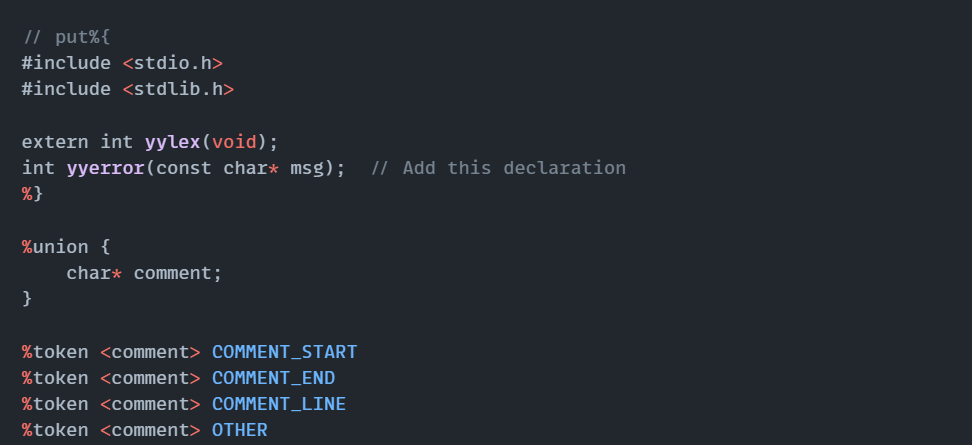 // put%{
#include <stdio.h>
#include <stdlib.h>
extern int yylex(void);
int yyerror(const char* msg);  // Add this declaration
%}
%union {
    char* comment;
}
%token <comment> COMMENT_START
%token <comment> COMMENT_END
%token <comment> COMMENT_LINE
%token <comment> OTHER